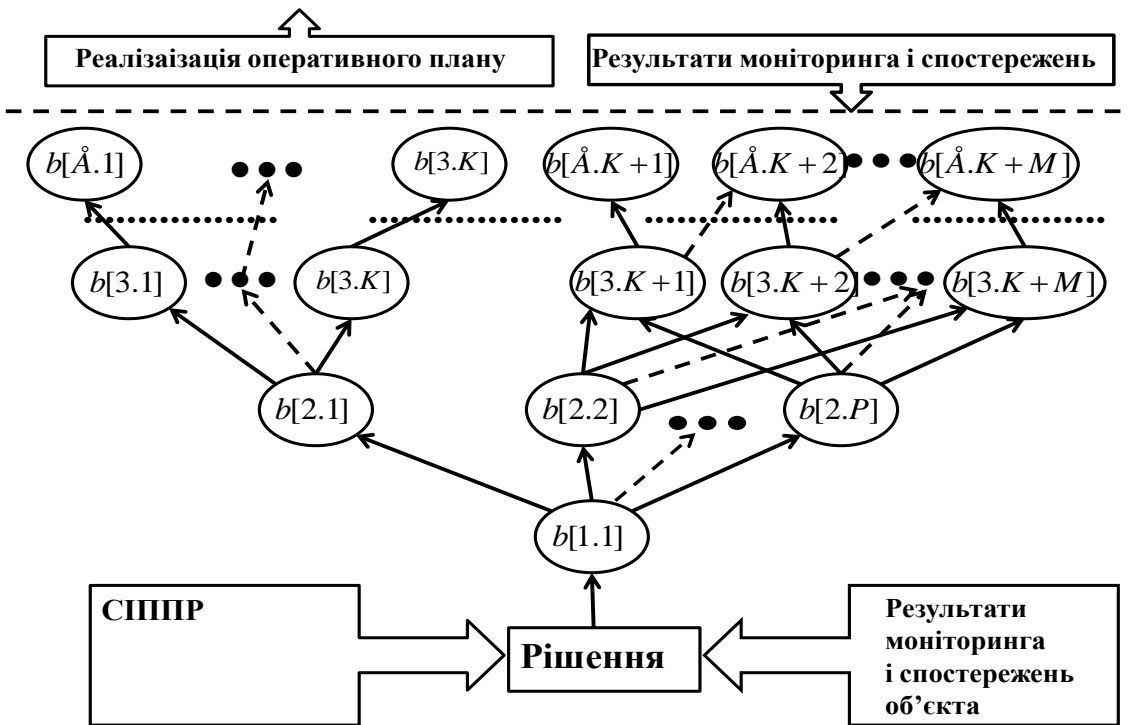 Реалізаізація оперативного плану
Результати моніторинга і спостережень
b[Å.1]
b[3.K]
b[Å.K + 1]
b[Å.K + 2]
b[Å.K + M]
b[3.1]
b[3.K]
b[3.K + 1]
b[3.K + 2]
b[3.K + M]
b[2.1]
b[2.2]
b[2.P]
b[1.1]
СІППР
Рішення
Результати
моніторинга
і спостережень
об’єкта